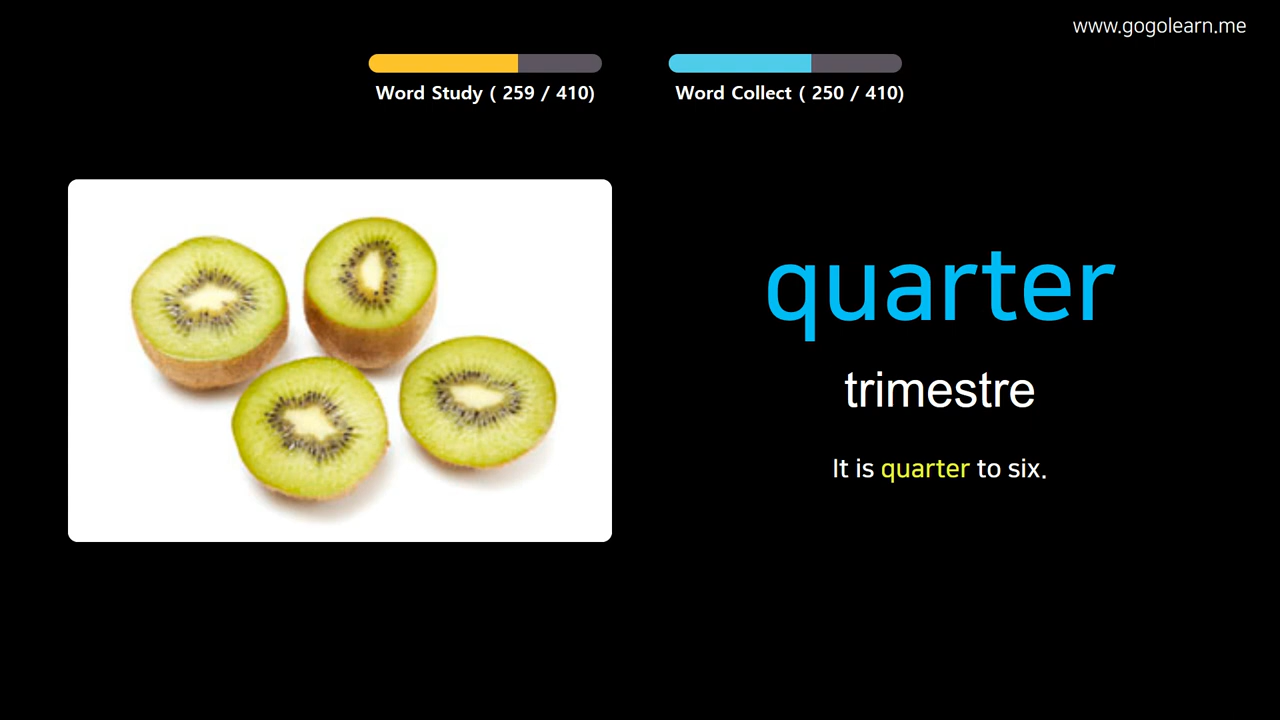 www.gogolearn.me
Word Study ( 259 / 410)
Word Collect ( 250 / 410)
quarter
trimestre
It is quarter to six.